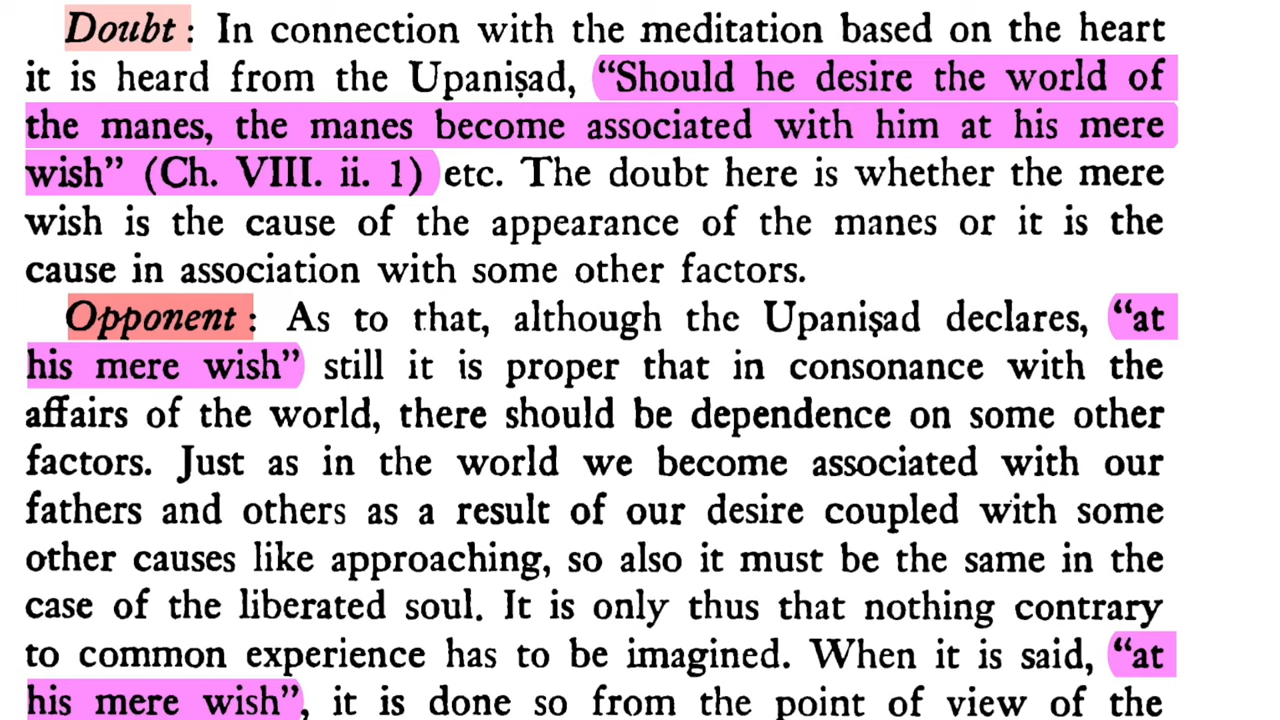 Doubt : In connection with the meditation based on the heart
it is heard from the Upaniṣad, “Should he desire the world of
the manes, the manes become associated with him at his mere
wish” (Ch. VIII. ii. 1) etc. The doubt here is whether the mere
wish is the cause of the appearance of the manes or it is the
cause in association with some other factors.
Opponent : As to that, although the Upaniṣad declares, “at
his mere wish” still it is proper that in consonance with the
affairs of the world, there should be dependence on some other
factors. Just as in the world we become associated with our
fathers and others as a result of our desire coupled with some
other causes like approaching, so also it must be the same in the
case of the liberated soul. It is only thus that nothing contrary
to common experience has to be imagined. When it is said, “at
his mere wish”, it is done so from the point of view of the